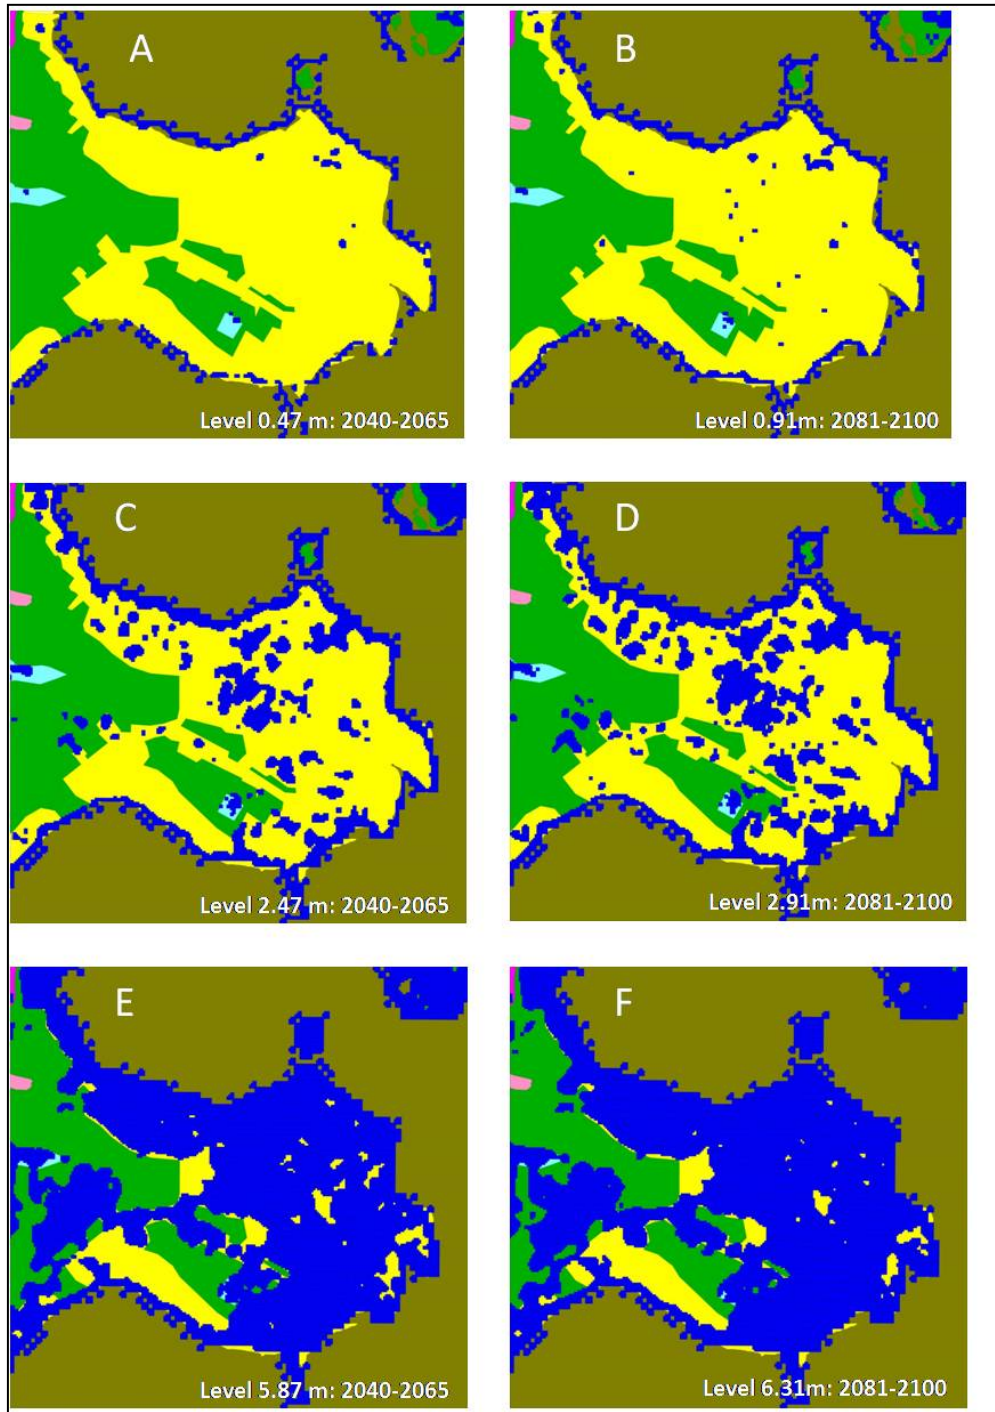 A
B
Level 0.47 m: 2040-2065
Level 0.91m: 2081-2100
C
D
Level 2.47 m: 2040-2065
Level 2.91m: 2081-2100
E
F
Level 5.87 m: 2040-2065
Level 6.31m: 2081-2100